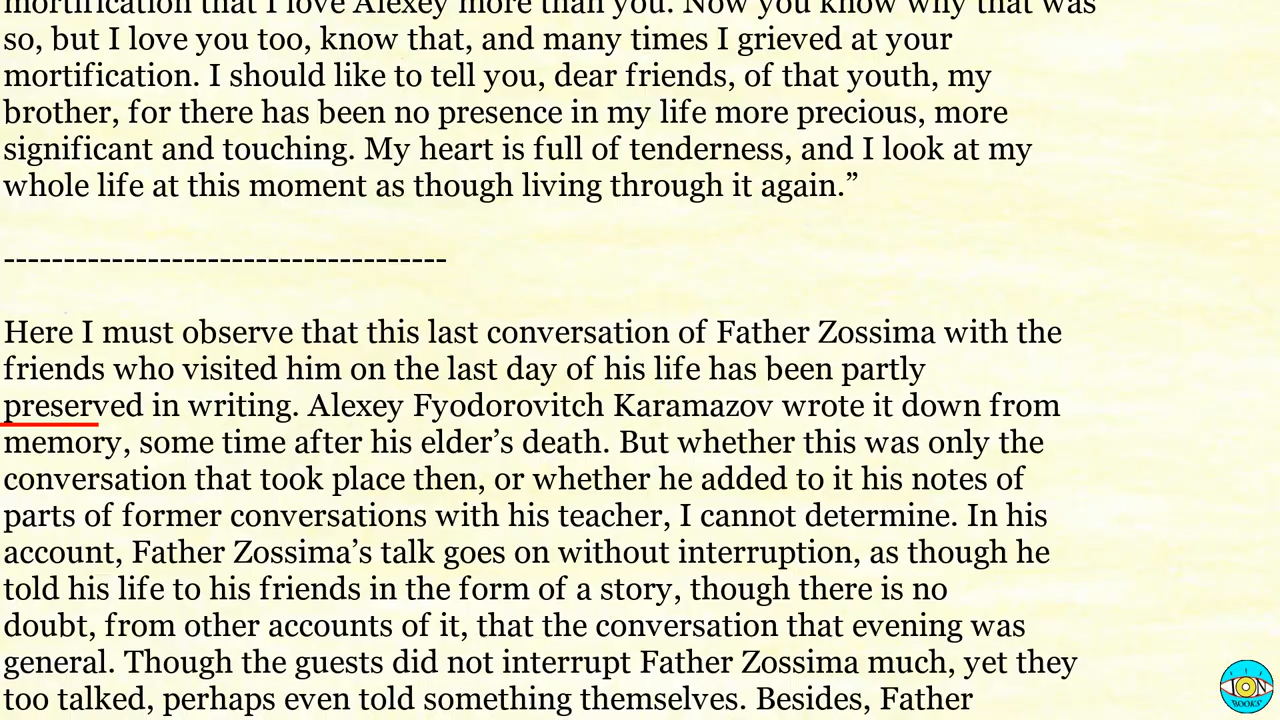 mortification that I love Alexey more than you. Now you know why that was
so, but I love you too, know that, and many times I grieved at your
mortification. I should like to tell you, dear friends, of that youth, my
brother, for there has been no presence in my life more precious, more
significant and touching. My heart is full of tenderness, and I look at my
whole life at this moment as though living through it again.”
-------------------------------------
Here I must observe that this last conversation of Father Zossima with the
friends who visited him on the last day of his life has been partly
preserved in writing. Alexey Fyodorovitch Karamazov wrote it down from
memory, some time after his elder’s death. But whether this was only the
conversation that took place then, or whether he added to it his notes of
parts of former conversations with his teacher, I cannot determine. In his
account, Father Zossima’s talk goes on without interruption, as though he
told his life to his friends in the form of a story, though there is no
doubt, from other accounts of it, that the conversation that evening was
general. Though the guests did not interrupt Father Zossima much, yet they
too talked, perhaps even told something themselves. Besides, Father
ION
BOOKS